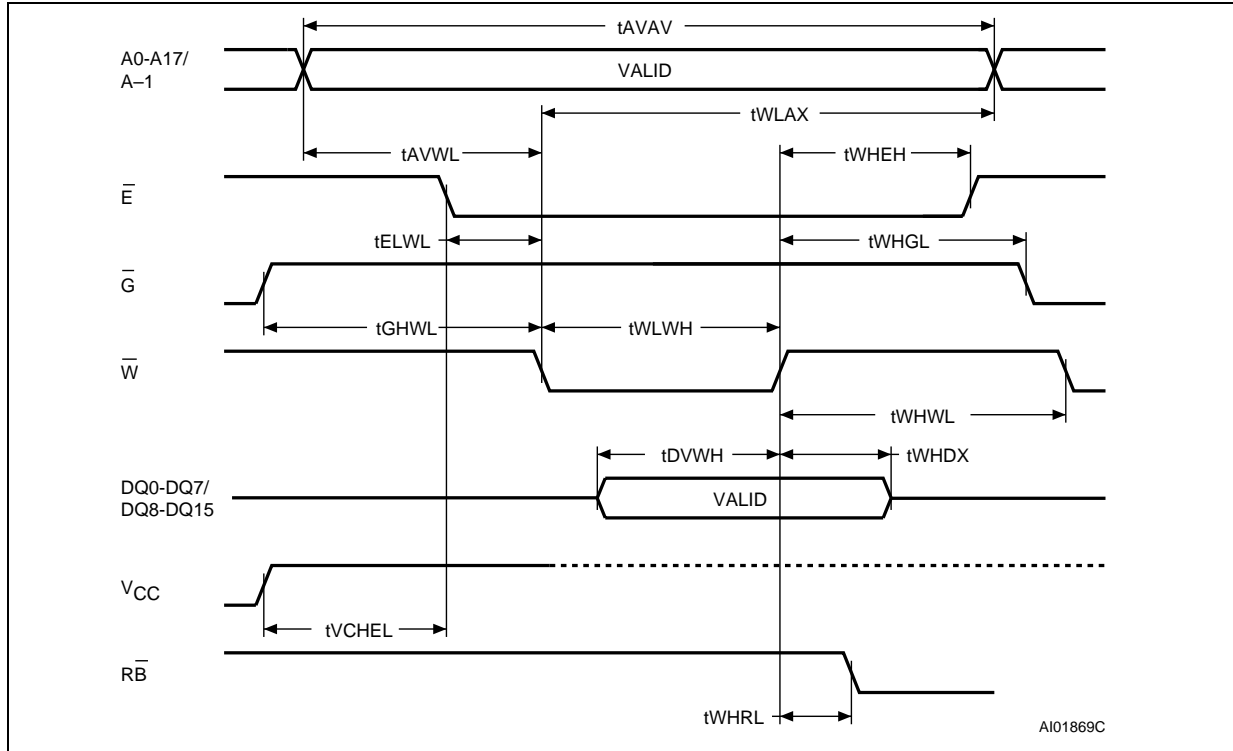 tAVAV
A0-A17/
A–1
VALID
tWLAX
tAVWL
tWHEH
E̅
tELWL
tWHGL
G̅
tGHWL
tWLWH
W̅
tWHWL
tDVWH
tWHDX
DQ0-DQ7/
DQ8-DQ15
VALID
VCC
tVCHEL
RB̅
tWHRL
AI01869C